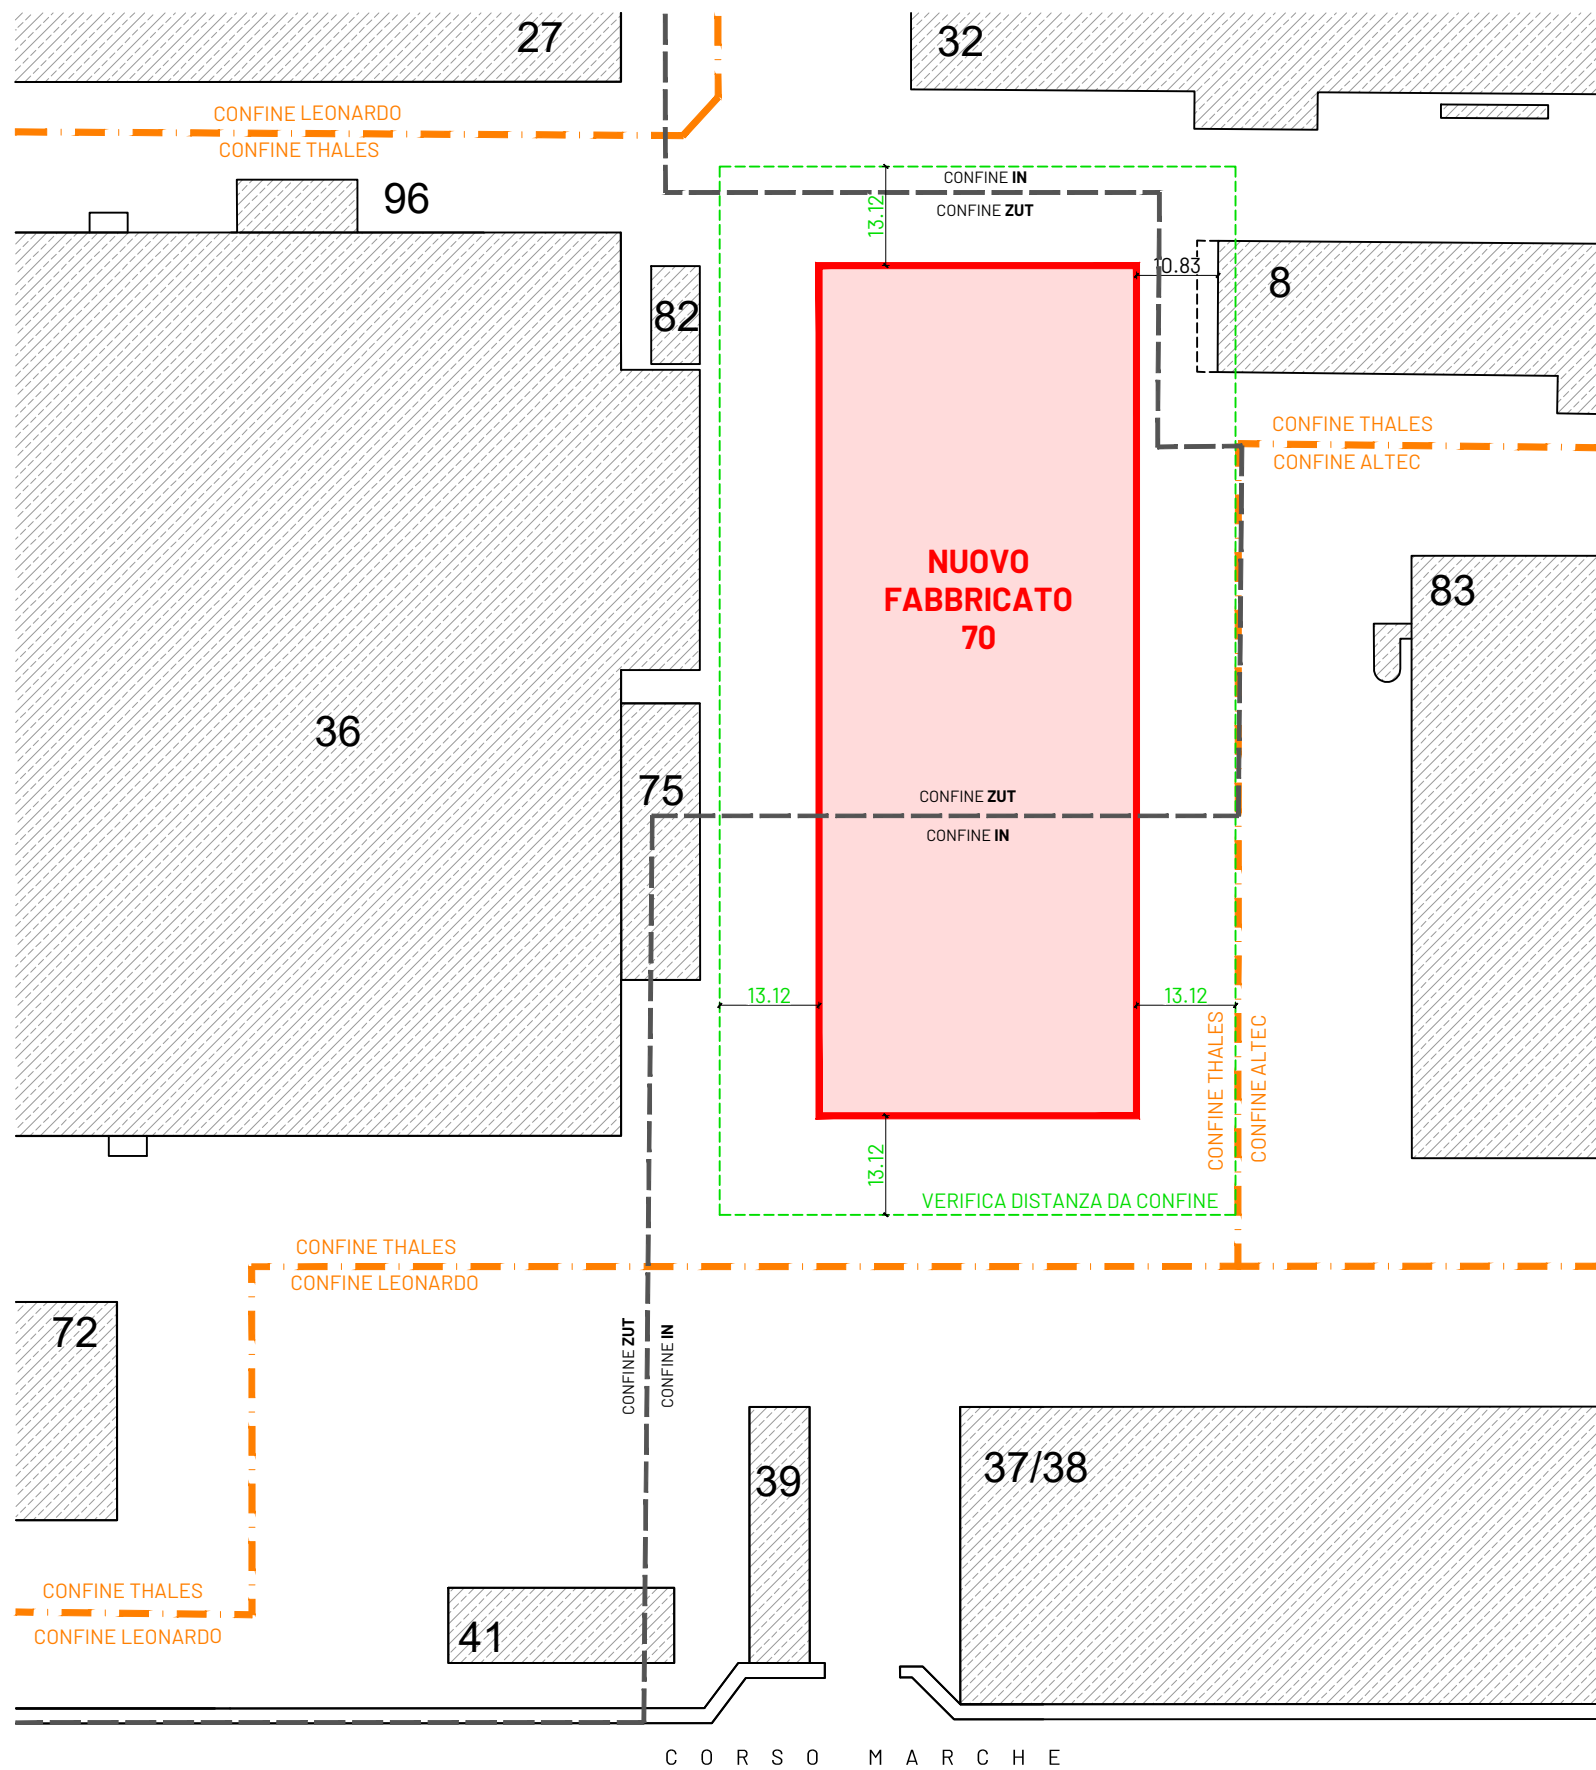 27
32
CONFINE LEONARDO
CONFINE THALES
96
CONFINE IN
CONFINE ZUT
13.12
10.83
8
82
CONFINE THALES
CONFINE ALTEC
NUOVO
FABBRICATO
70
83
36
75
CONFINE ZUT
CONFINE IN
13.12
13.12
CONFINE THALES
CONFINE ALTEC
13.12
VERIFICA DISTANZA DA CONFINE
CONFINE THALES
CONFINE LEONARDO
72
CONFINE ZUT
CONFINE IN
39
37/38
CONFINE THALES
CONFINE LEONARDO
41
CORSO MARCHE